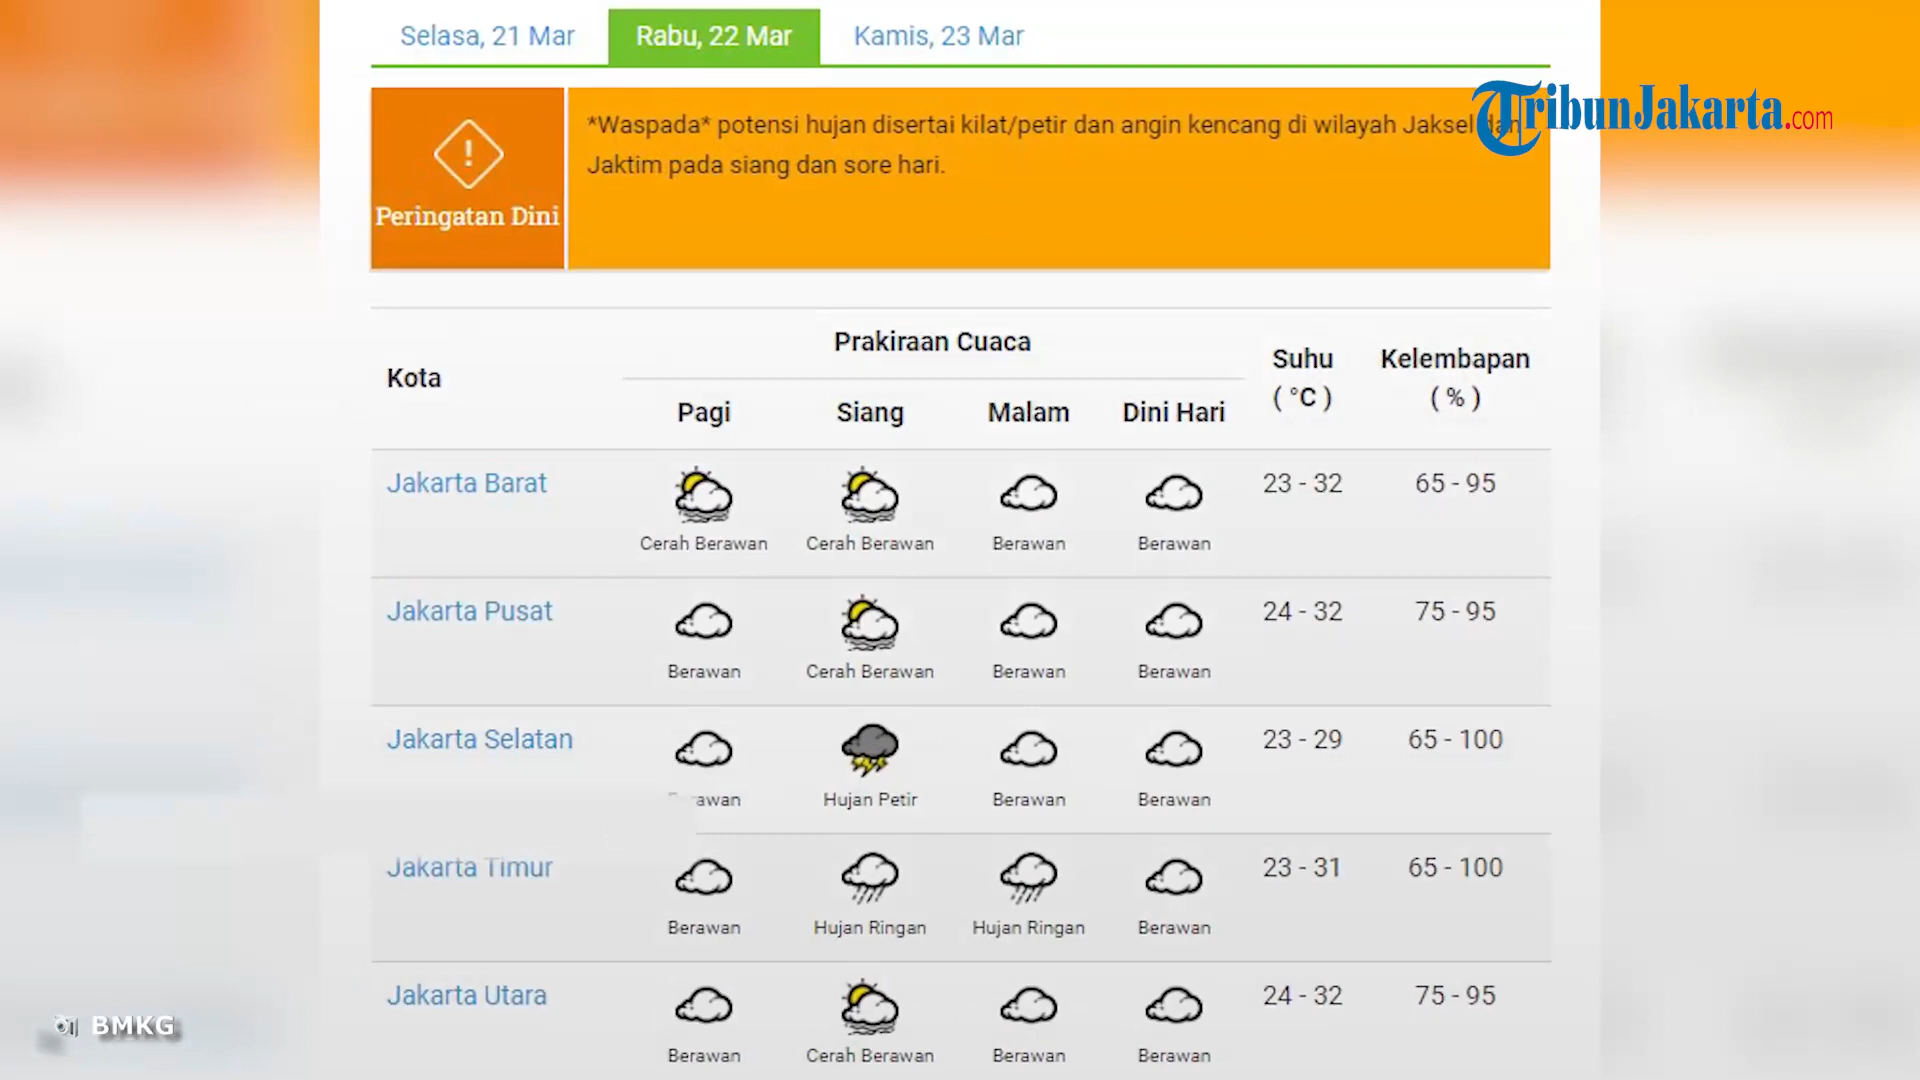 Selasa, 21 Mar Rabu, 22 Mar Kamis, 23 Mar
TribunJakarta.com
*Waspada* potensi hujan disertai kilat/petir dan angin kencang di wilayah Jaksel dan
Jaktim pada siang dan sore hari.
Peringatan Dini
Kota Prakiraan Cuaca Suhu Kelembapan
( °C ) ( % )
Pagi Siang Malam Dini Hari
Jakarta Barat 23 - 32 65 - 95
Cerah Berawan Cerah Berawan Berawan Berawan
Jakarta Pusat 24 - 32 75 - 95
Berawan Cerah Berawan Berawan Berawan
Jakarta Selatan 23 - 29 65 - 100
Berawan Hujan Petir Berawan Berawan
Jakarta Timur 23 - 31 65 - 100
Berawan Hujan Ringan Hujan Ringan Berawan
Jakarta Utara 24 - 32 75 - 95
BMKG
Berawan Cerah Berawan Berawan Berawan